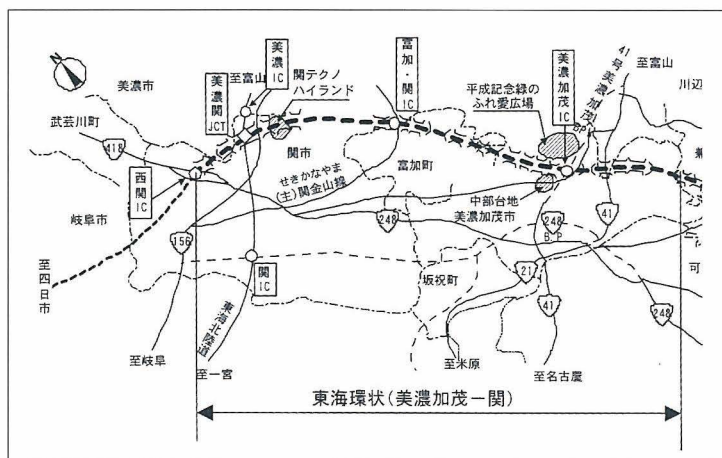 美濃市
武芸川町
418
西関IC
岐阜市
至四日市
美濃関JCT
至富山
美濃IC
関テクノ
ハイランド
関市
せきかなやま
(主)関金山線
156
関IC
東海北陸道
至岐阜
至一宮
富加・関IC
富加町
248
坂祝町
平成記念緑の
ふれ愛広場
美濃加茂IC
41号美濃加茂BP
至富山
川辺
中部台地
美濃加茂市
248
B.P
41
21
41
248
可
至米原
至名古屋
東海環状(美濃加茂ー関)